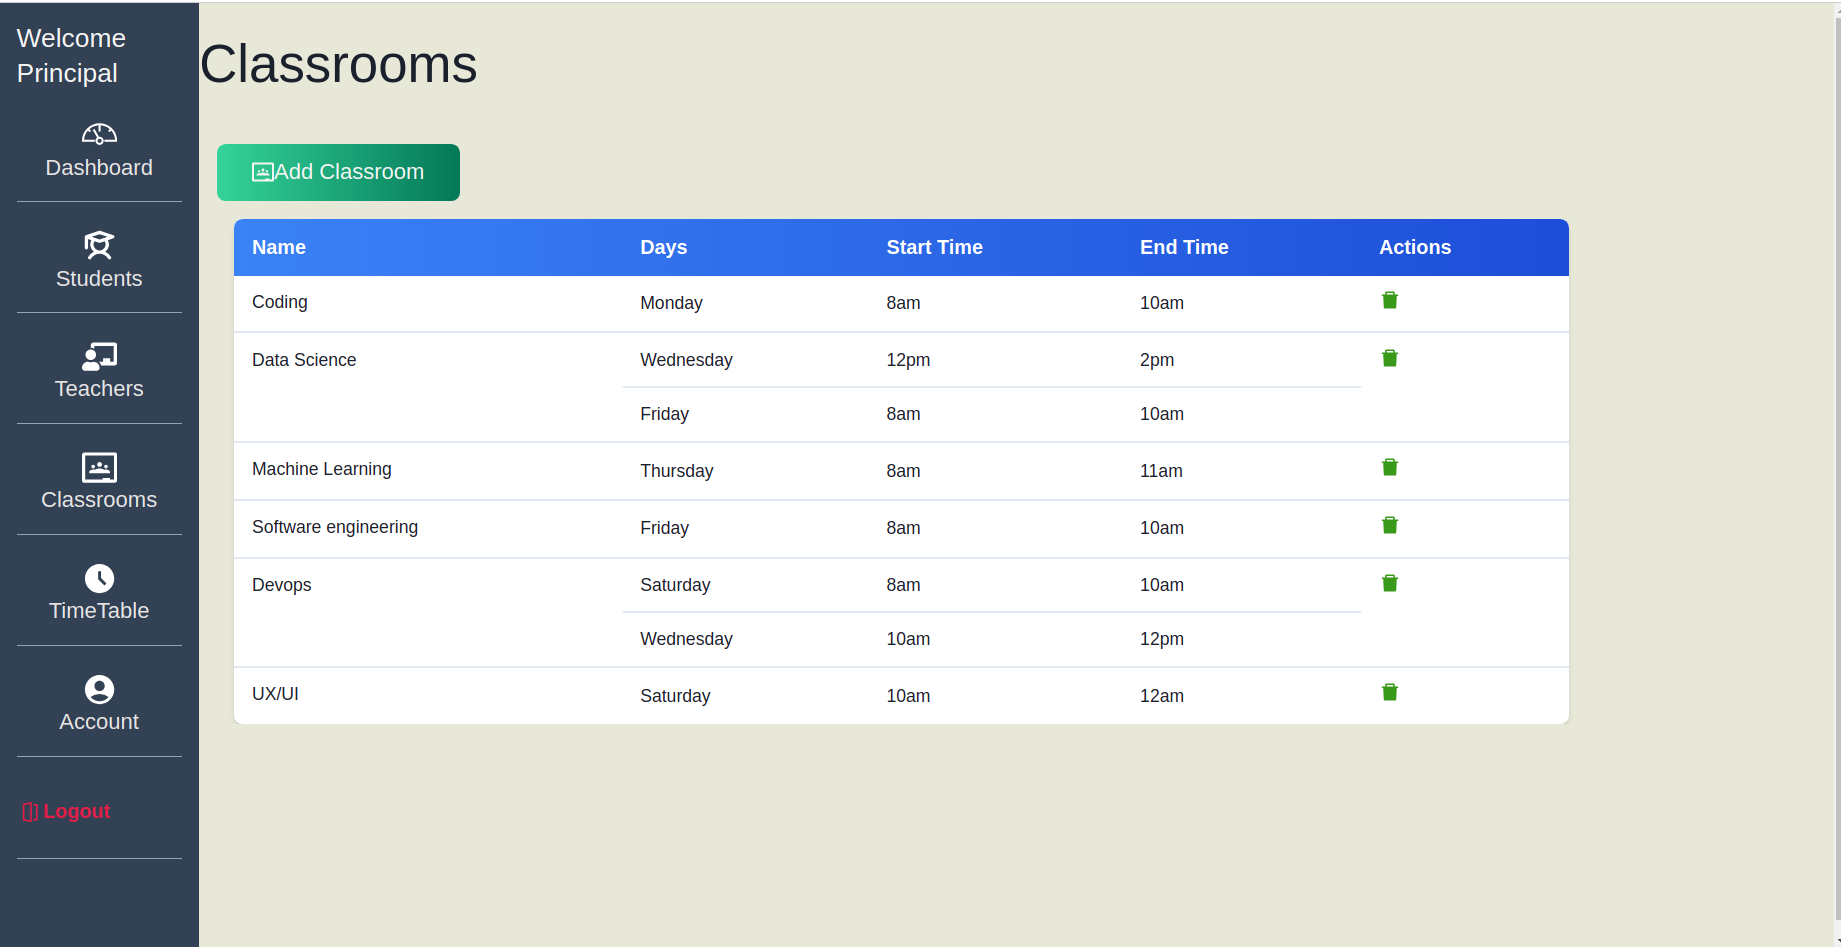 Welcome
Principal
Dashboard
Students
Teachers
Classrooms
TimeTable
Account
Logout
Classrooms
Add Classroom
Name Days Start Time End Time Actions
Coding Monday 8am 10am
Data Science Wednesday 12pm 2pm
Friday 8am 10am
Machine Learning Thursday 8am 11am
Software engineering Friday 8am 10am
Devops Saturday 8am 10am
Wednesday 10am 12pm
UX/UI Saturday 10am 12am